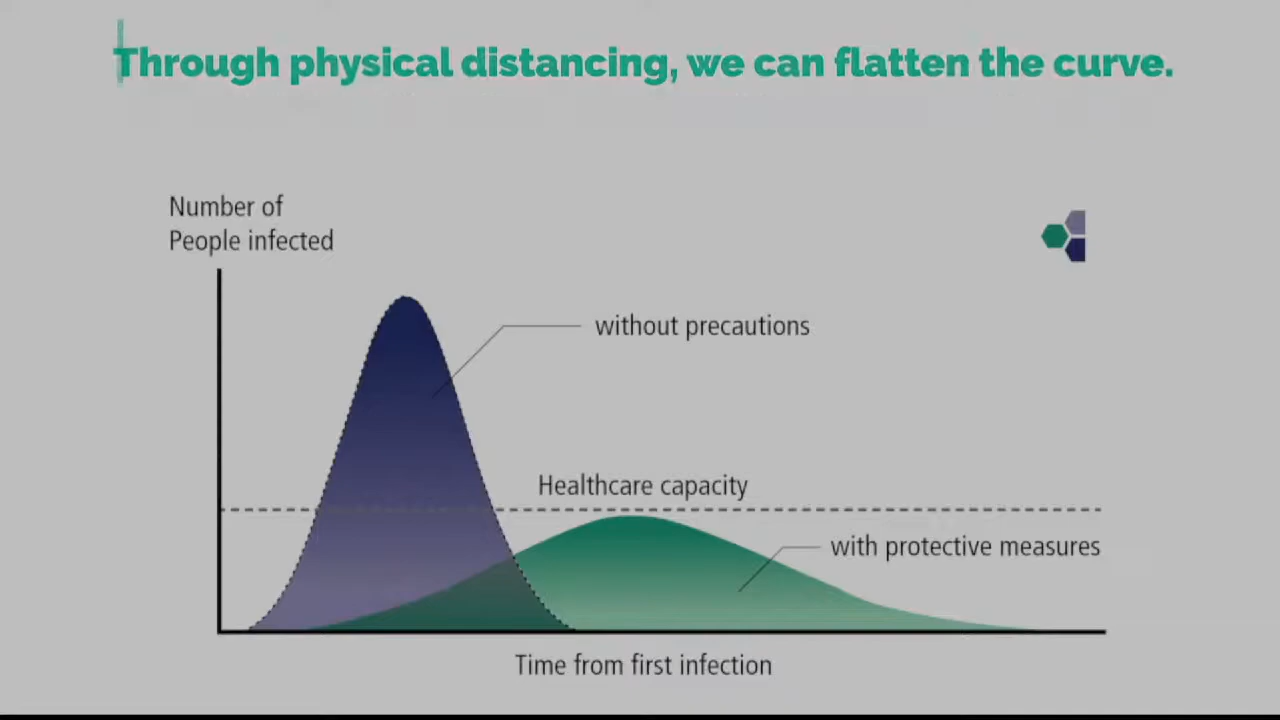 Through physical distancing, we can flatten the curve.
Number of
People infected
without precautions
Healthcare capacity
with protective measures
Time from first infection